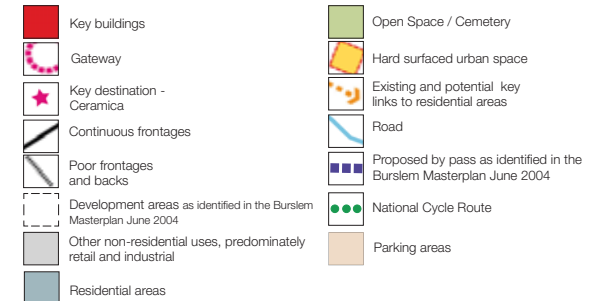 Key buildings
Gateway
Key destination -
Ceramica
Continuous frontages
Poor frontages
and backs
Development areas as identified in the Burslem
Masterplan June 2004
Other non-residential uses, predominately
retail and industrial
Residential areas
Open Space / Cemetery
Hard surfaced urban space
Existing and potential key
links to residential areas
Road
Proposed by pass as identified in the
Burslem Masterplan June 2004
National Cycle Route
Parking areas